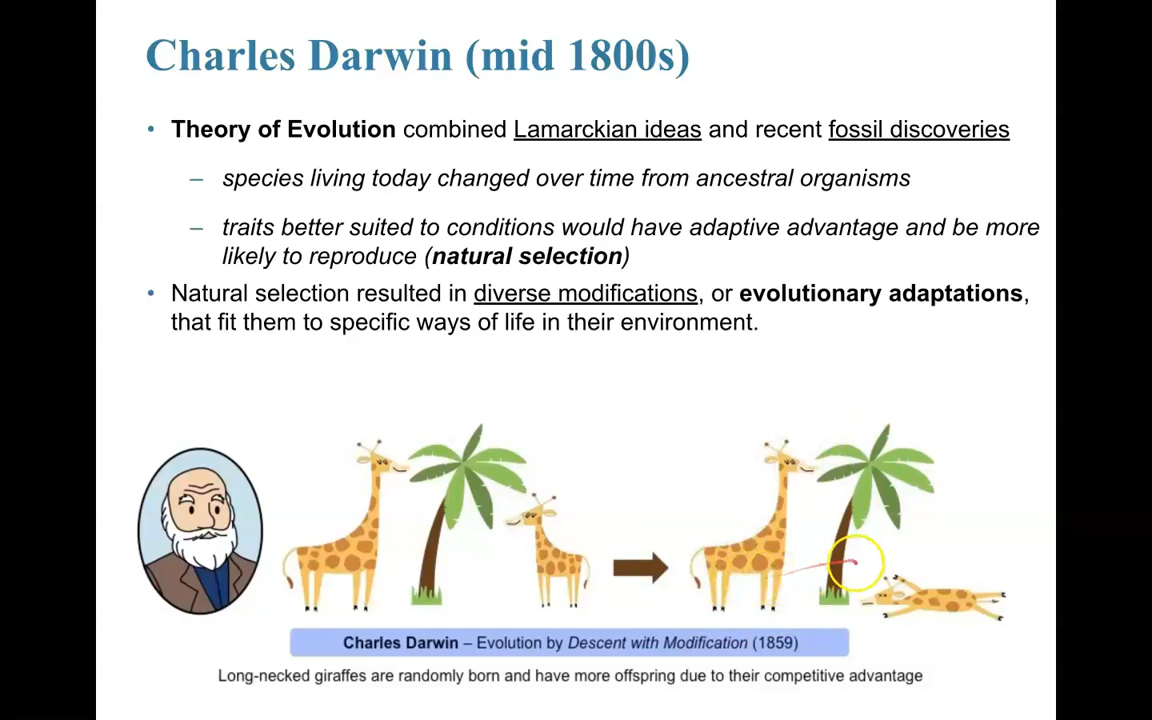 Charles Darwin (mid 1800s)
• Theory of Evolution combined Lamarckian ideas and recent fossil discoveries
– species living today changed over time from ancestral organisms
– traits better suited to conditions would have adaptive advantage and be more
likely to reproduce (natural selection)
• Natural selection resulted in diverse modifications, or evolutionary adaptations,
that fit them to specific ways of life in their environment.
Charles Darwin – Evolution by Descent with Modification (1859)
Long-necked giraffes are randomly born and have more offspring due to their competitive advantage